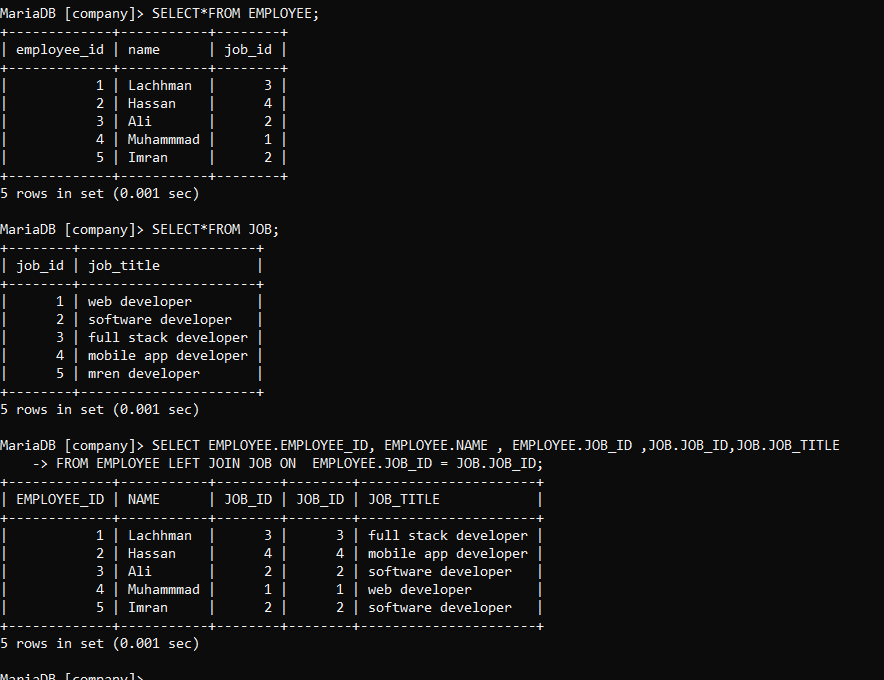 MariaDB [company]> SELECT*FROM EMPLOYEE;
+-------------+-----------+--------+
| employee_id | name      | job_id |
+-------------+-----------+--------+
|           1 | Lachhman  |      3 |
|           2 | Hassan    |      4 |
|           3 | Ali       |      2 |
|           4 | Muhammmad |      1 |
|           5 | Imran     |      2 |
+-------------+-----------+--------+
5 rows in set (0.001 sec)

MariaDB [company]> SELECT*FROM JOB;
+--------+----------------------+
| job_id | job_title            |
+--------+----------------------+
|      1 | web developer        |
|      2 | software developer   |
|      3 | full stack developer |
|      4 | mobile app developer |
|      5 | mren developer       |
+--------+----------------------+
5 rows in set (0.001 sec)

MariaDB [company]> SELECT EMPLOYEE.EMPLOYEE_ID, EMPLOYEE.NAME , EMPLOYEE.JOB_ID ,JOB.JOB_ID,JOB.JOB_TITLE
    -> FROM EMPLOYEE LEFT JOIN JOB ON  EMPLOYEE.JOB_ID = JOB.JOB_ID;
+-------------+-----------+--------+--------+----------------------+
| EMPLOYEE_ID | NAME      | JOB_ID | JOB_ID | JOB_TITLE            |
+-------------+-----------+--------+--------+----------------------+
|           1 | Lachhman  |      3 |      3 | full stack developer |
|           2 | Hassan    |      4 |      4 | mobile app developer |
|           3 | Ali       |      2 |      2 | software developer   |
|           4 | Muhammmad |      1 |      1 | web developer        |
|           5 | Imran     |      2 |      2 | software developer   |
+-------------+-----------+--------+--------+----------------------+
5 rows in set (0.001 sec)

MariaDB [company]>